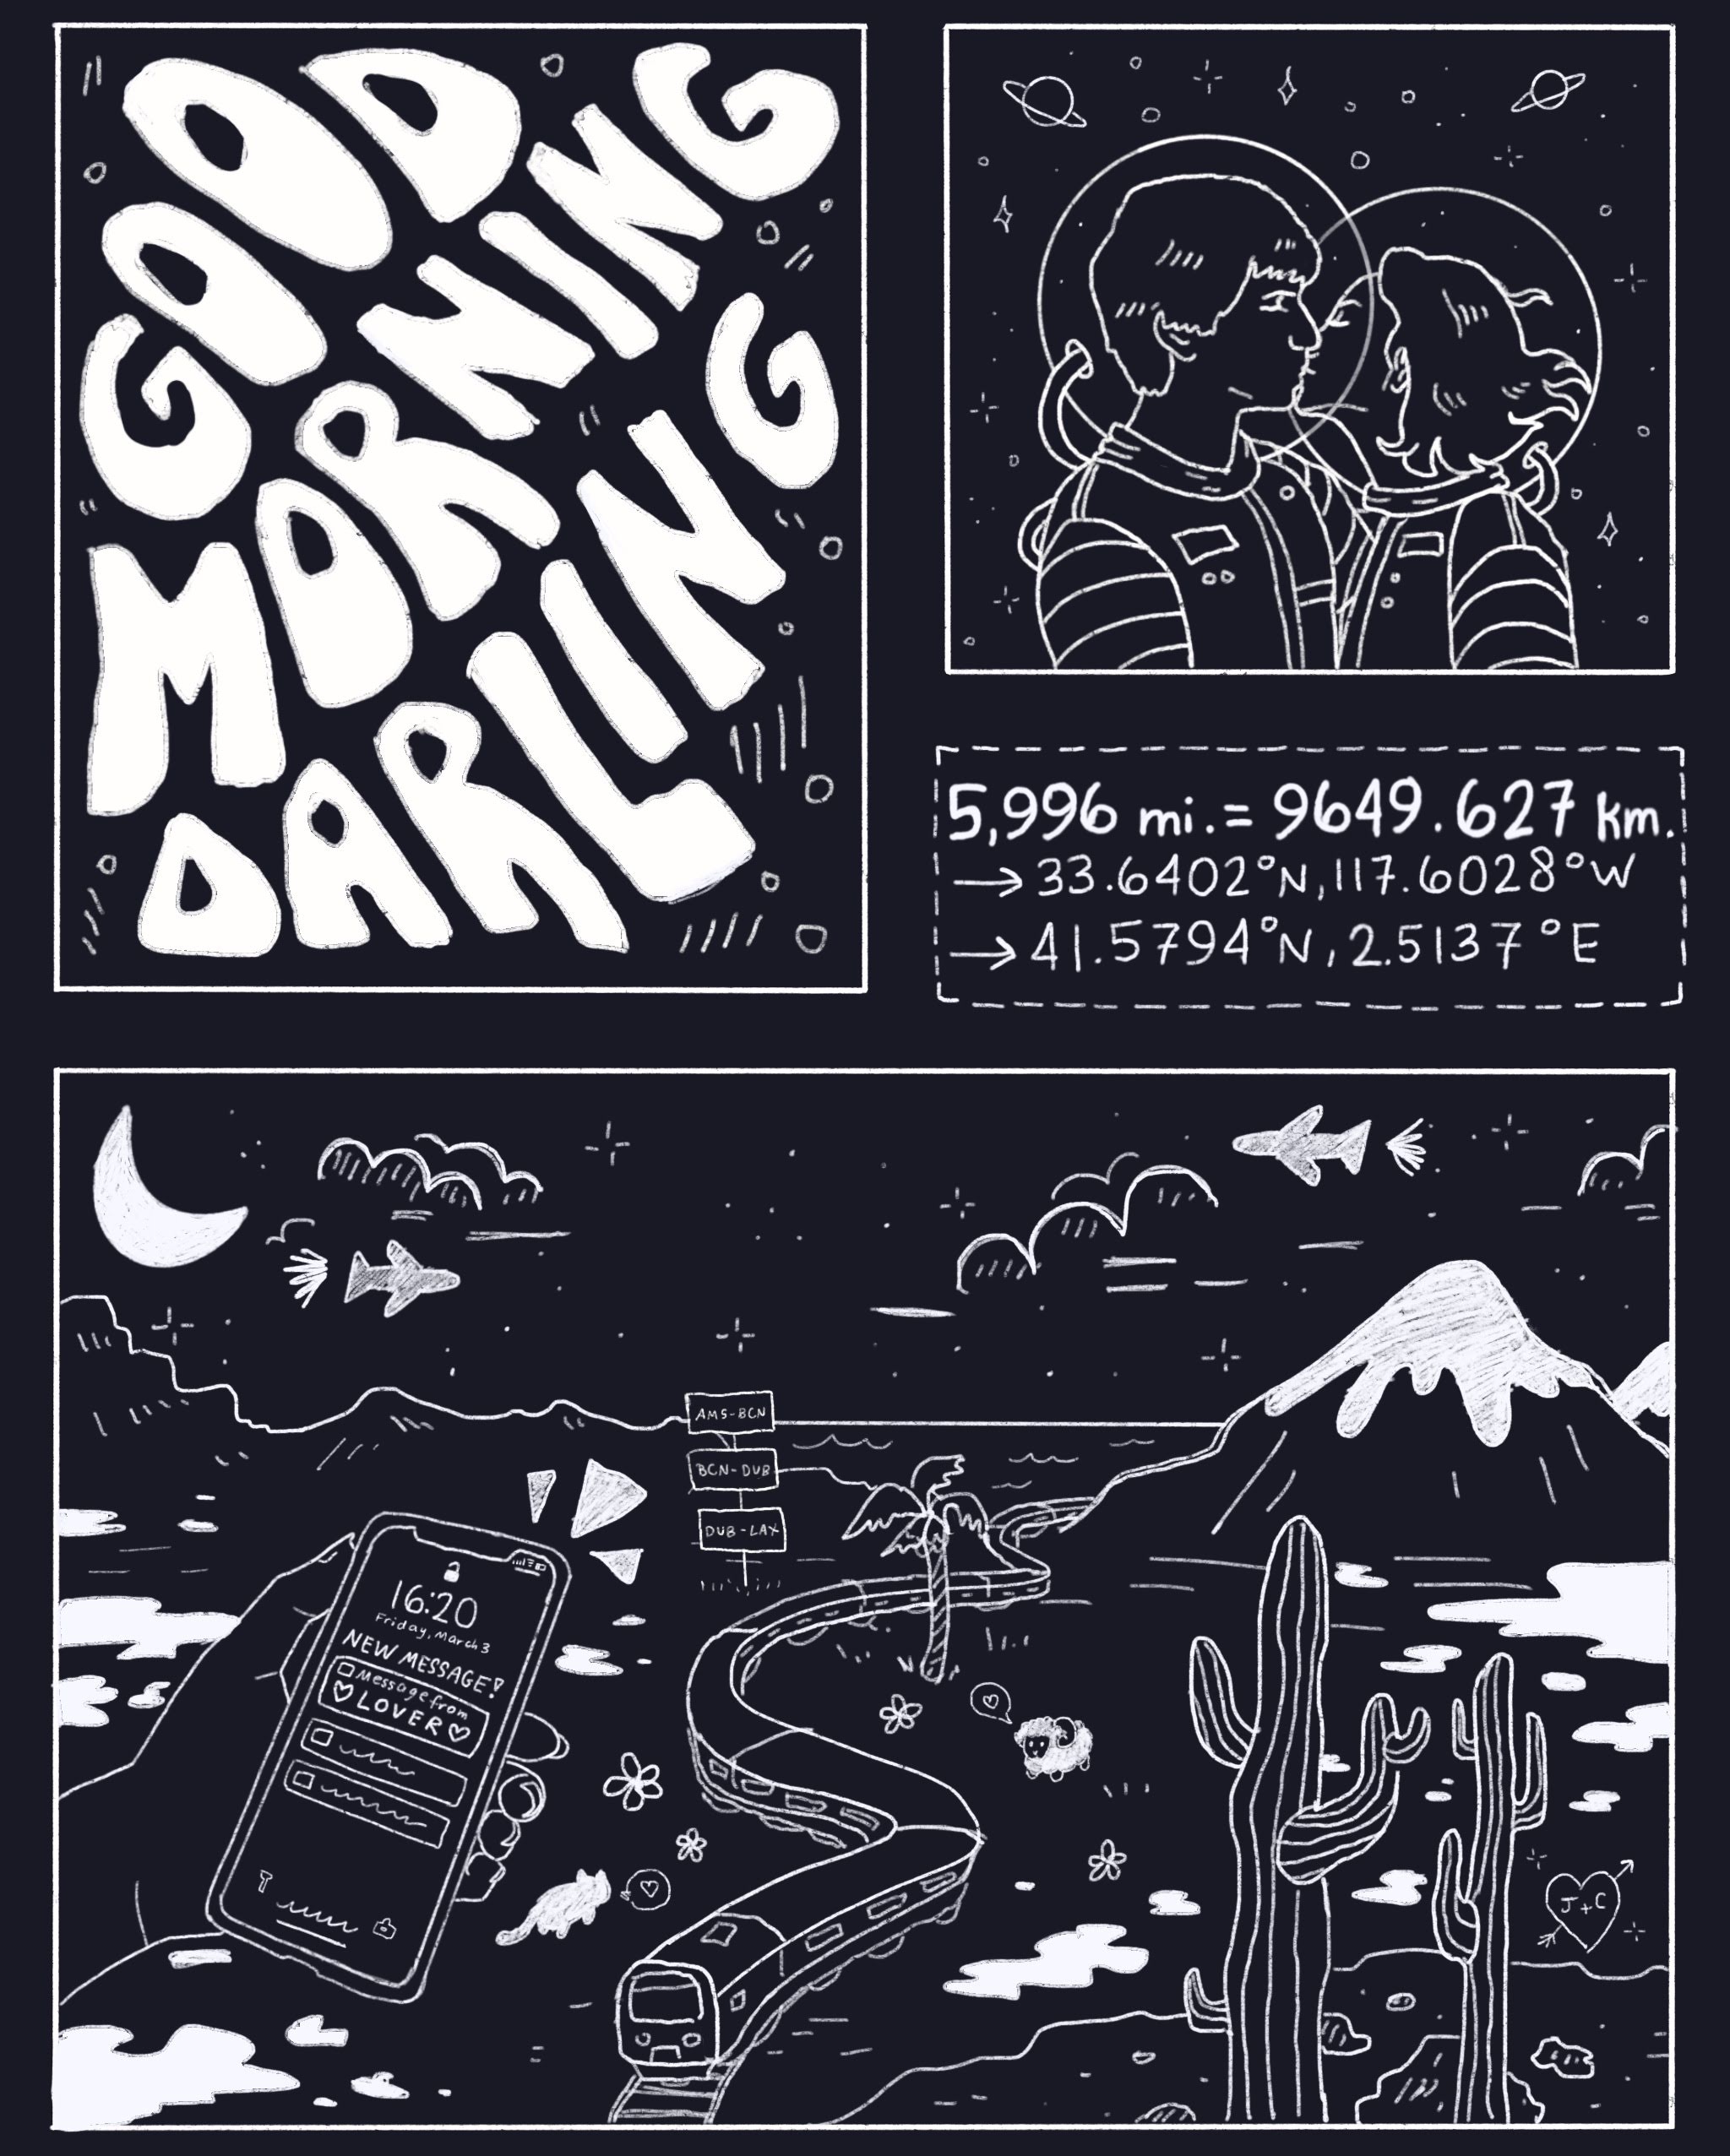 GOOD
MORNING
DARLING
5,996 mi.= 9649.627 km.
→33.6402°N,117.6028°W
→41.5794°N,2.5137°E
AMS-BCN
BCN-DUB
DUB-LAX
16:20
Friday, March 3
NEW MESSAGE!
Message from
♡LOVER♡
J+C